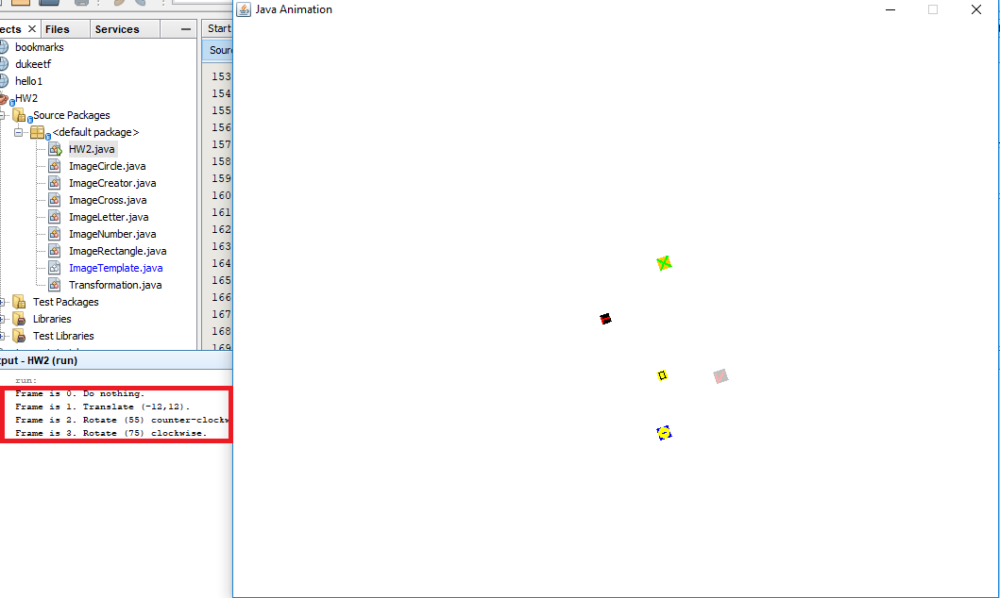 Java Animation
ects
Files
Services
Start
Sour
bookmarks
dukeetf
hello1
HW2
Source Packages
<default package>
HW2.java
ImageCircle.java
ImageCreator.java
ImageCross.java
ImageLetter.java
ImageNumber.java
ImageRectangle.java
ImageTemplate.java
Transformation.java
Test Packages
Libraries
Test Libraries
153
154
155
156
157
158
159
160
161
162
163
164
165
166
167
168
169
tput - HW2 (run)
run:
Frame is 0. Do nothing.
Frame is 1. Translate (-12,12).
Frame is 2. Rotate (55) counter-clockw
Frame is 3. Rotate (75) clockwise.